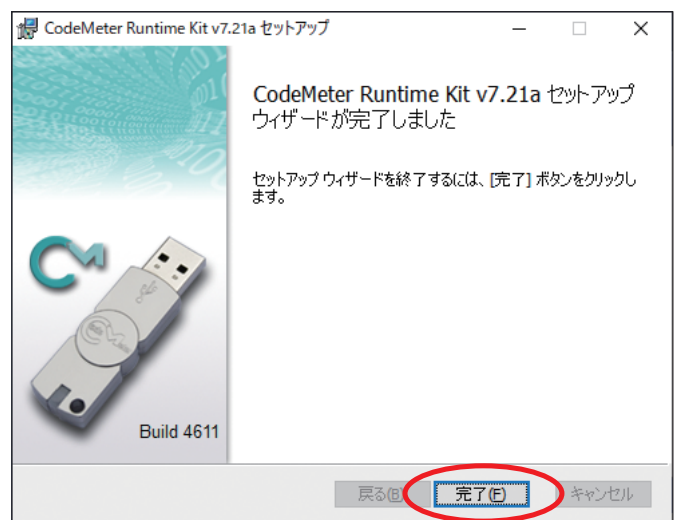 CodeMeter Runtime Kit v7.21a セットアップ
CodeMeter Runtime Kit v7.21a セットアップ
ウィザードが完了しました
セットアップ ウィザードを終了するには、[完了] ボタンをクリックし
ます。
CM
Build 4611
戻る(B)
完了(F)
キャンセル